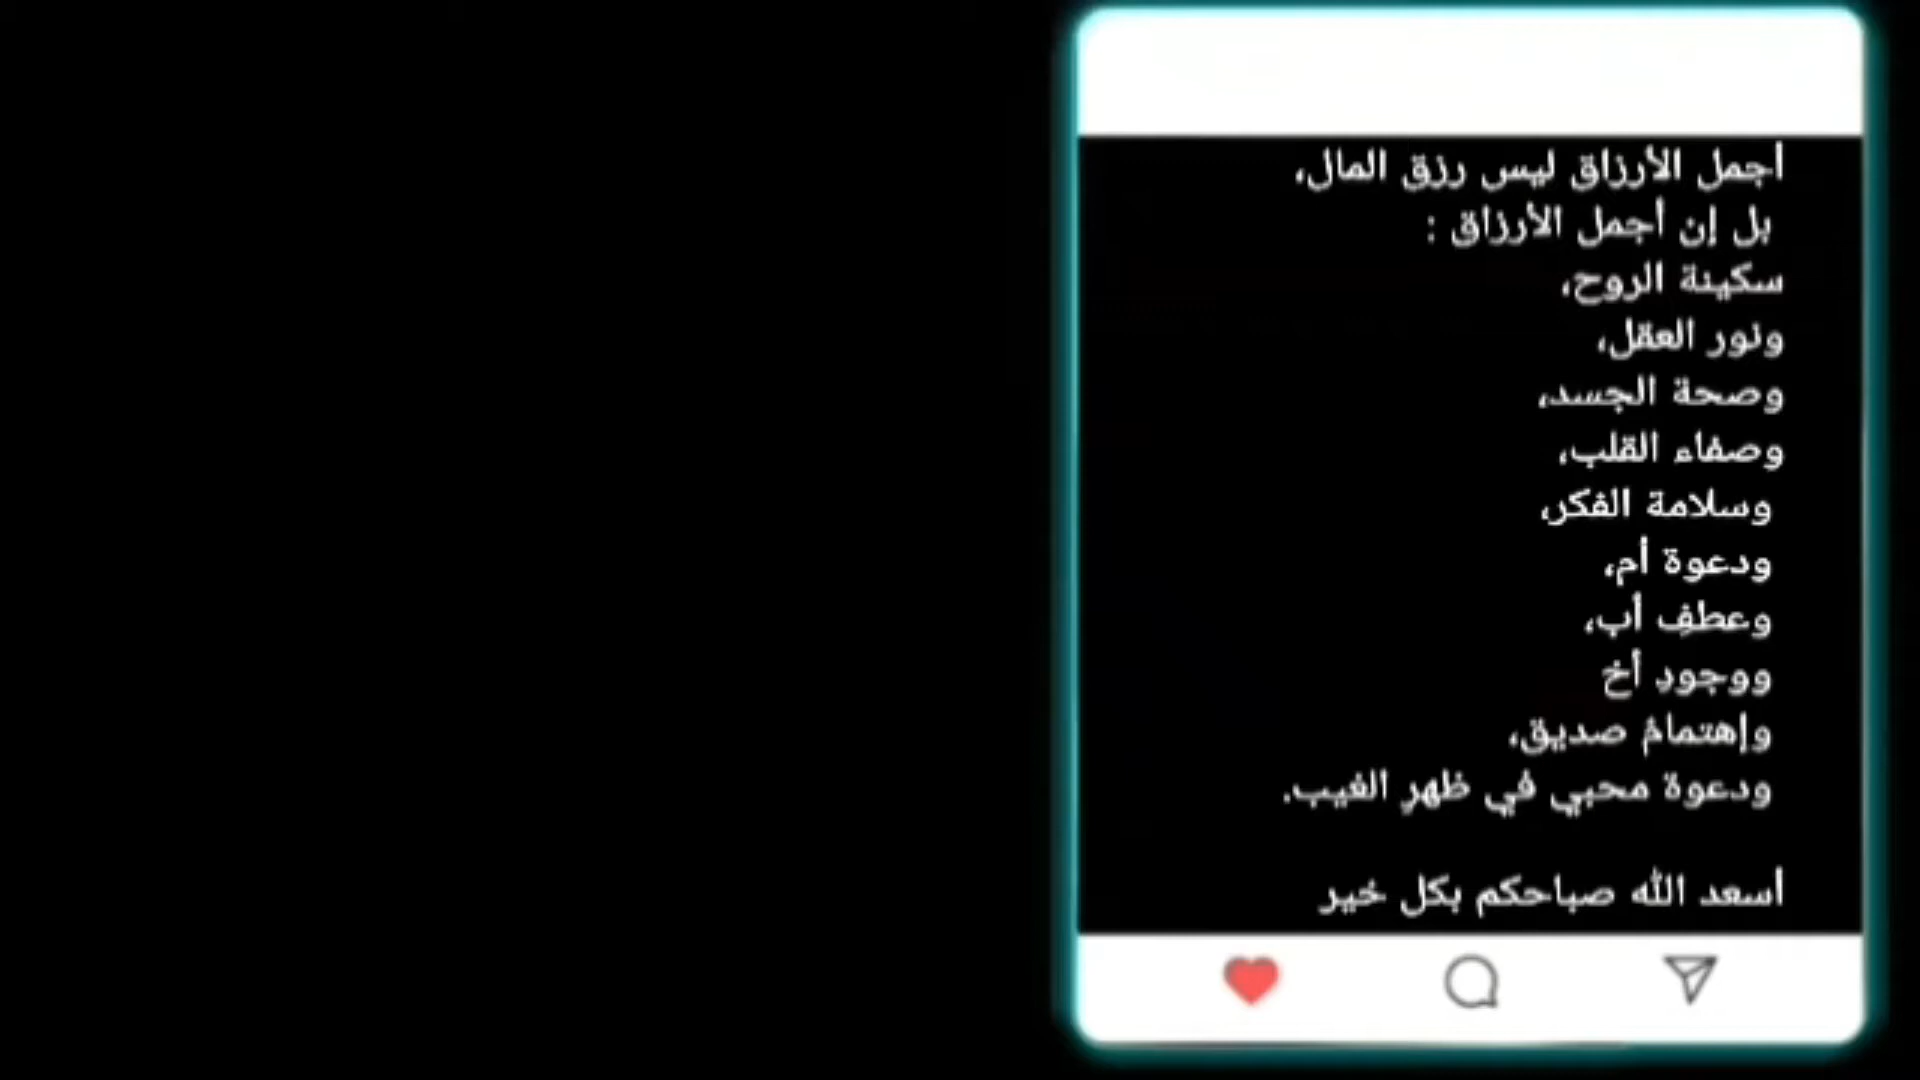 أجمل الأرزاق ليس رزق المال،
بل إن أجمل الأرزاق :
سكينة الروح،
ونور العقل،
وصحة الجسد،
وصفاء القلب،
وسلامة الفكر،
ودعوة أم،
وعطفِ أب،
ووجودِ أخ
وإهتمامُ صديق،
ودعوة محبي في ظهرِ الغيب.
أسعد الله صباحكم بكل خير